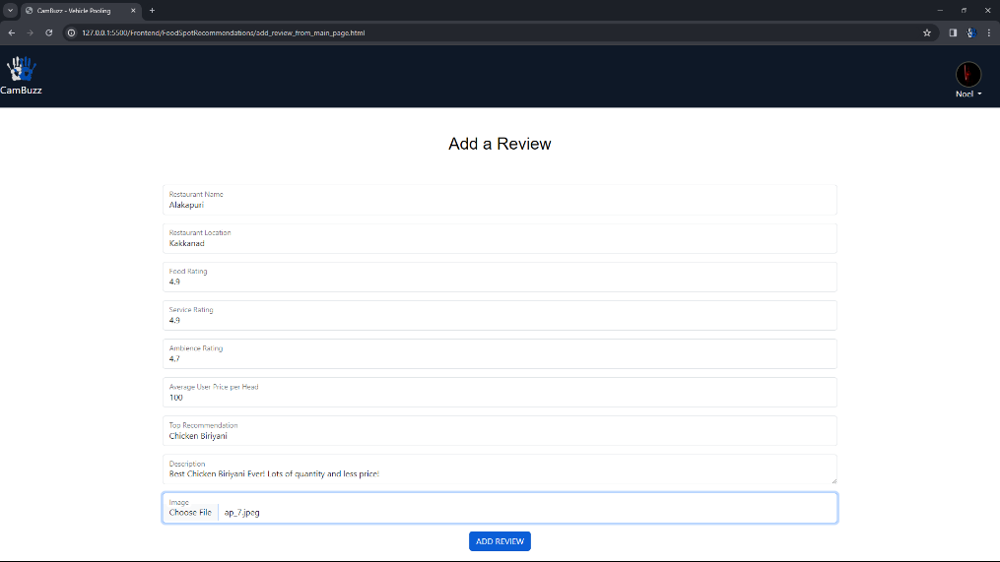 CamBuzz - Vehicle Pooling
127.0.0.1:5500/Frontend/FoodSpotRecommendations/add_review_from_main_page.html
CamBuzz
Noel
Add a Review
Restaurant Name
Alakapuri
Restaurant Location
Kakkanad
Food Rating
4.9
Service Rating
4.9
Ambience Rating
4.7
Average User Price per Head
100
Top Recommendation
Chicken Biriyani
Description
Best Chicken Biriyani Ever! Lots of quantity and less price!
Image
Choose File ap_7.jpeg
ADD REVIEW